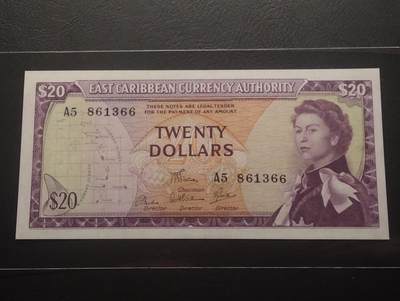 $20 EAST CARIBBEAN CURRENCY AUTHORITY $20
THESE NOTES ARE LEGAL TENDER
FOR THE PAYMENT OF ANY AMOUNT
A5 861366
TWENTY
DOLLARS
A5 861366
Chairman
$20
Director Director Director